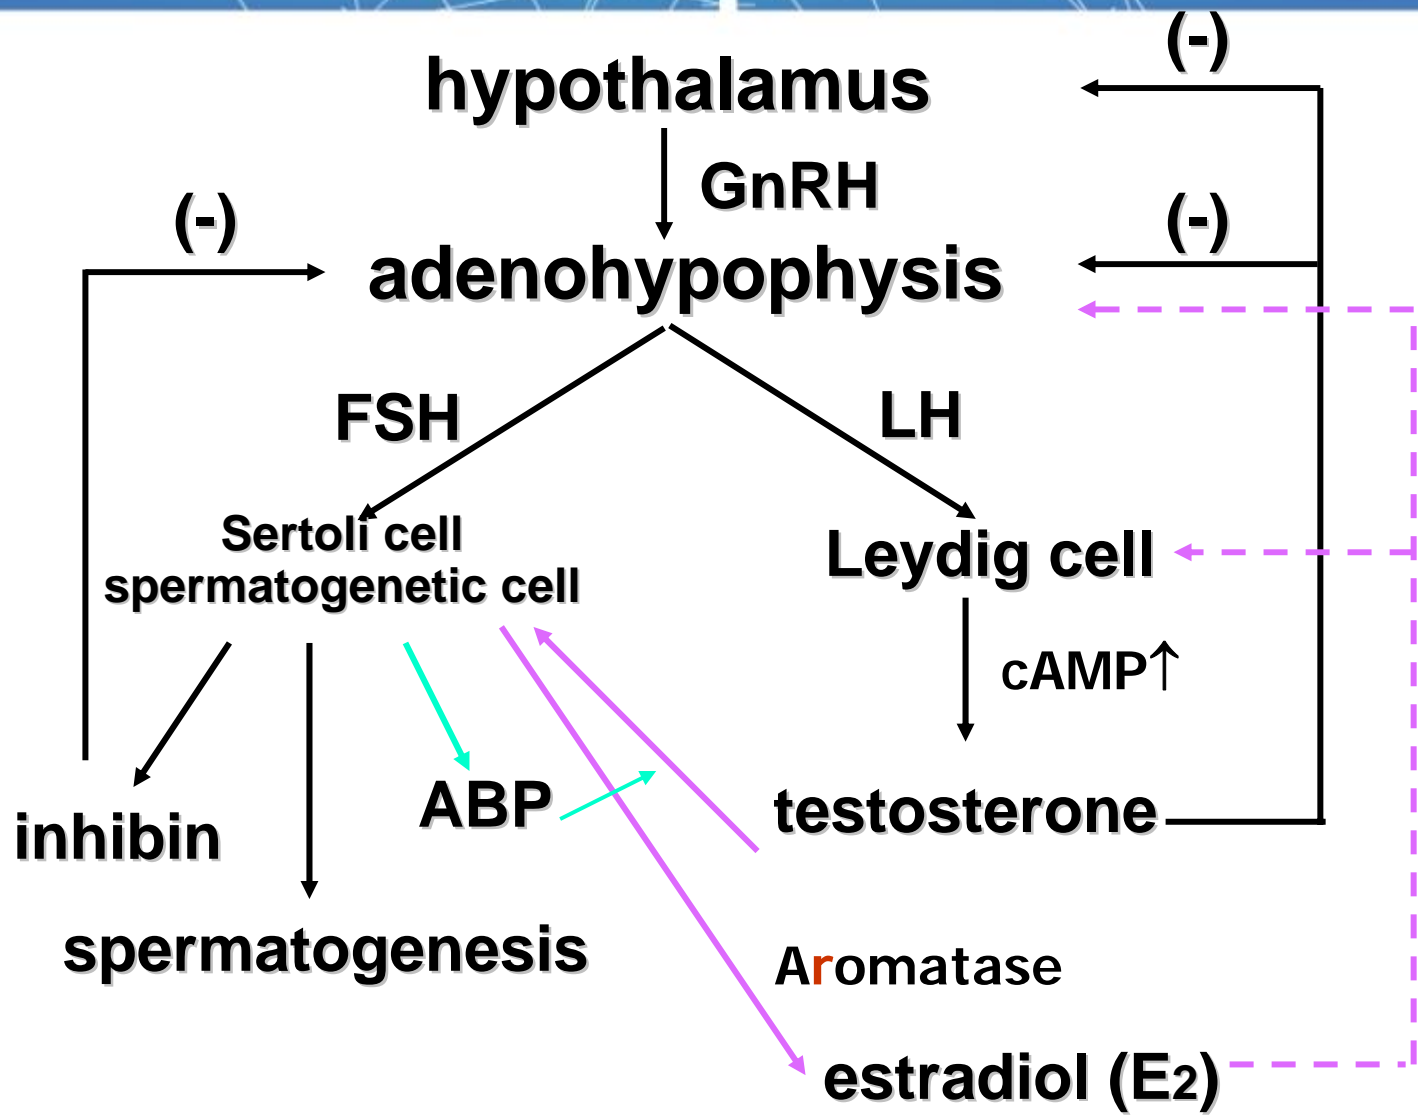 (-)
hypothalamus
GnRH
(-)
(-)
adenohypophysis
FSH
LH
Sertoli cell
spermatogenetic cell
Leydig cell
cAMP↑
ABP
testosterone
inhibin
spermatogenesis
Aromatase
estradiol (E2)